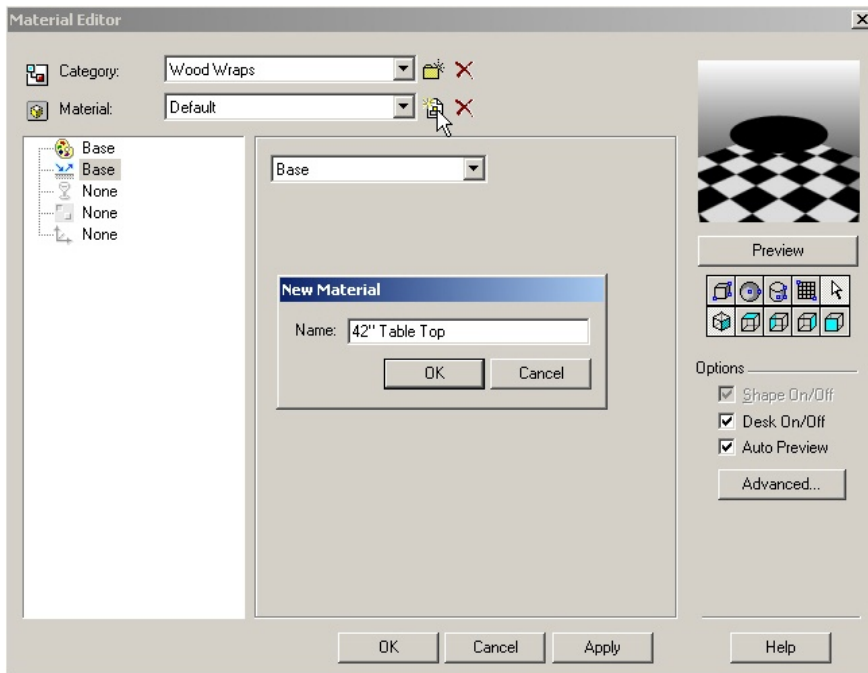 Material Editor
Category: Wood Wraps
Material: Default
Base
Base
None
None
None
Base
New Material
Name: 42" Table Top
OK Cancel
Preview
Options
Shape On/Off
Desk On/Off
Auto Preview
Advanced...
OK Cancel Apply Help